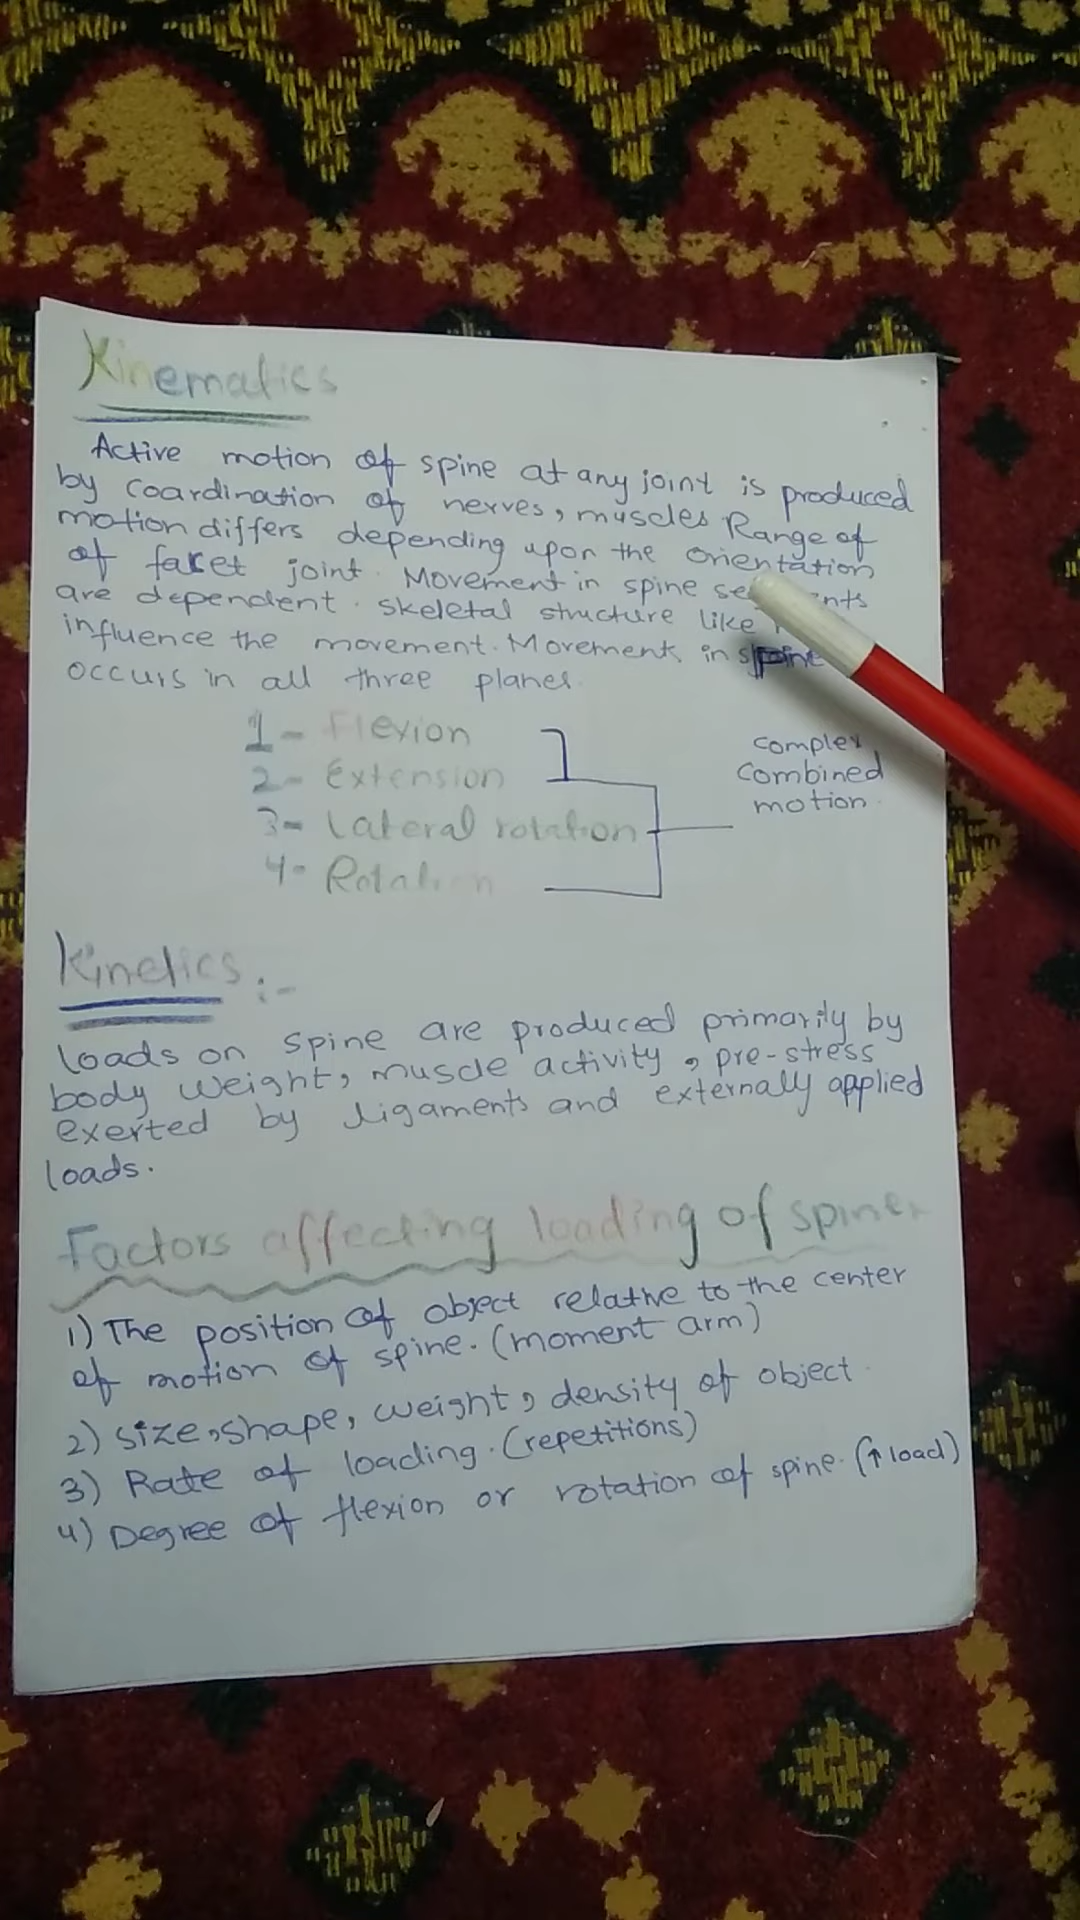 Kinematics
Active motion of spine at any joint is produced
by coardination of nerves, muscles. Range of
motion differs depending upon the orientation
of facet joint. Movement in spine
are dependent. skeletal structure like
influence the movement. Movements in spine
occurs in all three planes.
1- Flexion
2- Extension
3- Lateral rotation
4- Rotation
complex
combined
motion.
Kinetics :-
Loads on spine are produced primarily by
body weight, muscle activity, pre-stress
exerted by ligaments and externally applied
loads.
Factors affecting loading of spine:
1) The position of object relative to the center
of motion of spine. (moment arm)
2) size, shape, weight, density of object.
3) Rate of loading. (repetitions)
4) Degree of flexion or rotation of spine. (↑ load)